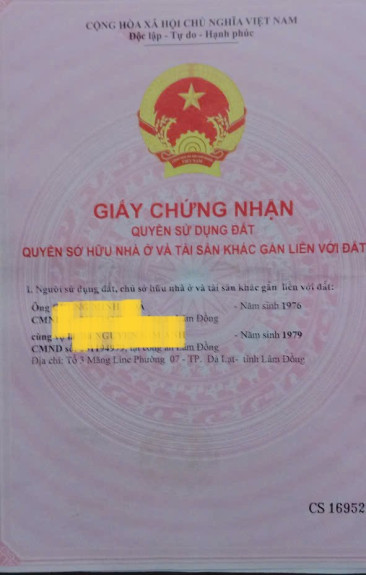 CỘNG HÒA XÃ HỘI CHỦ NGHĨA VIỆT NAM
Độc lập - Tự do - Hạnh phúc
GIẤY CHỨNG NHẬN
QUYỀN SỬ DỤNG ĐẤT
QUYỀN SỞ HỮU NHÀ Ở VÀ TÀI SẢN KHÁC GẮN LIỀN VỚI ĐẤT
I. Người sử dụng đất, chủ sở hữu nhà ở và tài sản khác gắn liền với đất:
Ông - Năm sinh 1976
Lâm Đồng
cùng - Năm sinh 1979
CMND Lâm Đồng
Địa chỉ: Tổ 3 Măng Line Phường 07 - TP. Đà Lạt- tỉnh Lâm Đồng
CS 16952